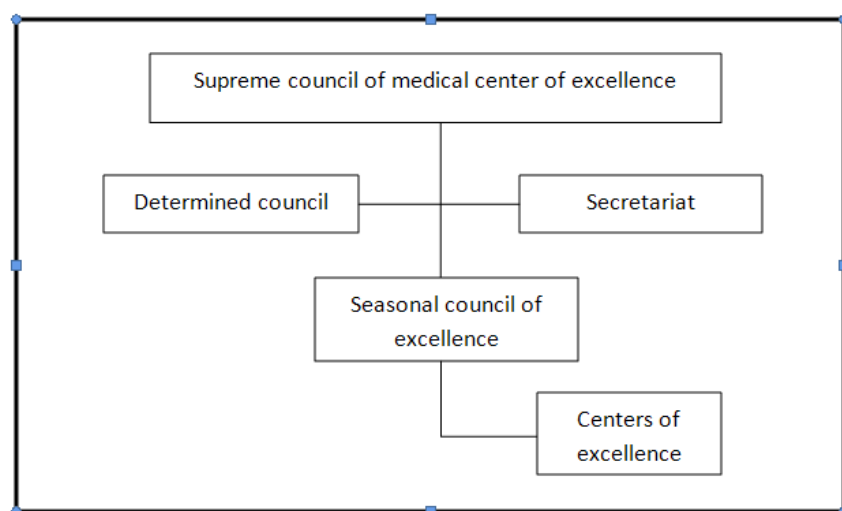 Supreme council of medical center of excellence
Determined council
Secretariat
Seasonal council of
excellence
Centers of
excellence